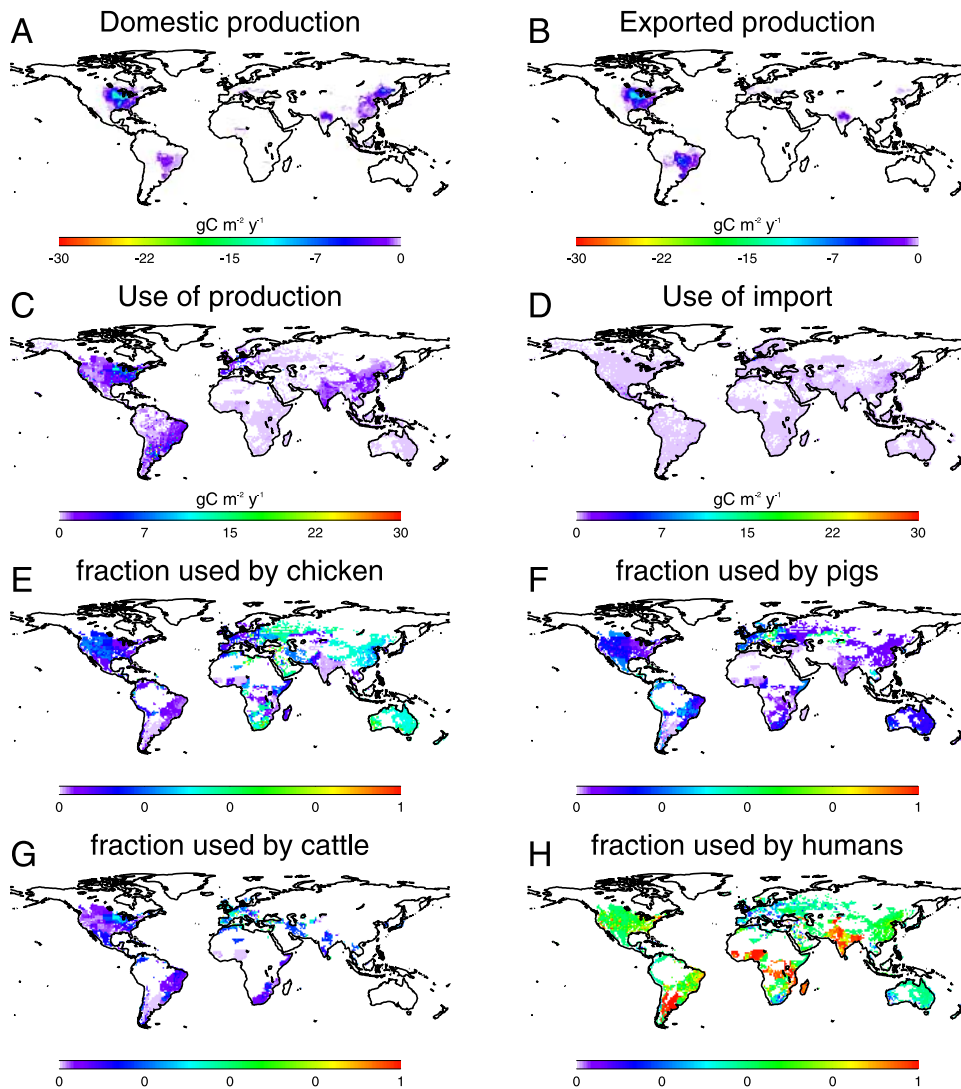 A Domestic production
B Exported production
gC m⁻² y⁻¹
-30 -22 -15 -7 0
gC m⁻² y⁻¹
-30 -22 -15 -7 0
C Use of production
D Use of import
gC m⁻² y⁻¹
0 7 15 22 30
gC m⁻² y⁻¹
0 7 15 22 30
E fraction used by chicken
F fraction used by pigs
0 0 0 0 1
0 0 0 0 1
G fraction used by cattle
H fraction used by humans
0 0 0 0 1
0 0 0 0 1